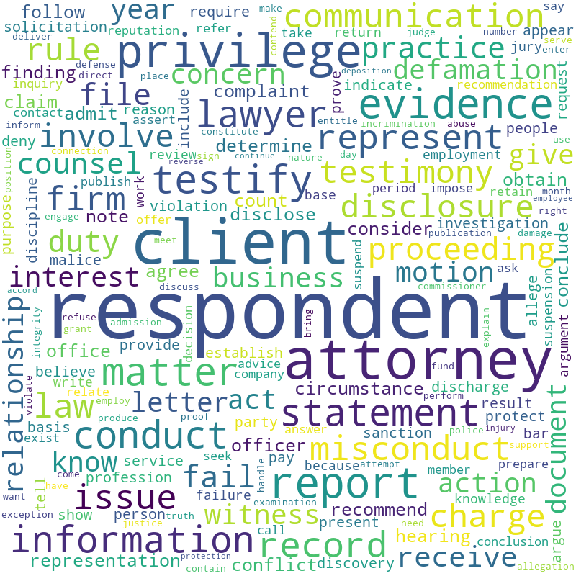 follow year require communication
solicitation reputation refer take return judge number appear say
deliver defense direct make contend serve enter
rule privilege practice jury
finding concern place prove deposition recommendation
inquiry file complaint indicate defamation request
claim admit reason include lawyer evidence
contact assert constitute entitle incrimination abuse use
deny inform involve determine represent people
connection review sign reverse continue nature day employment
counsel publish testify base period impose retain obtain month employee
position purpose discipline firm work violation count testimony give
engage note offer disclose disclosure right
malice meet consider investigation publication damage
duty agree client suspend proceeding conclude
interest business motion ask
accord refuse discuss commissioner allege suspension argument
respondent
relationship integrity grant admission decision bring explain
office provide establish attorney
believe matter advice fund
violate write relate company circumstance perform discharge
law employ letter act statement result protect
basis produce proof party answer police injury bar
exist conduct officer sanction misconduct support
know service seek pay because attempt member prepare
tell come profession handle action knowledge document
want have issue fail report
exception show person failure examination witness recommend charge
justice truth call present need hearing conclusion argue
information record receive
representation contain protection conflict discovery allegation